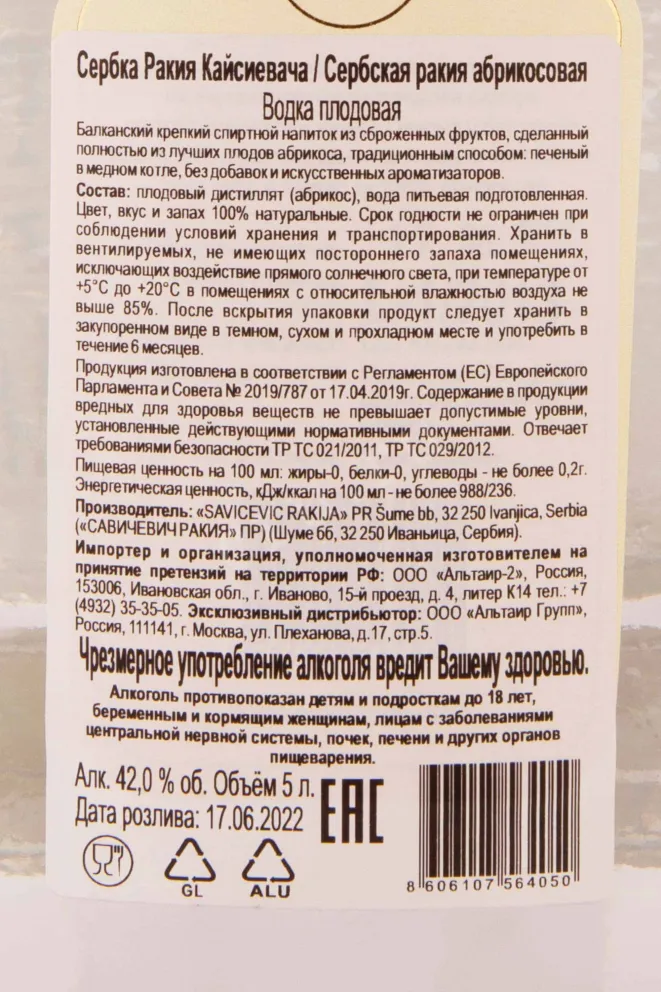 Сербка Ракия Кайсиевача / Сербская ракия абрикосовая
Водка плодовая
Балканский крепкий спиртной напиток из сброженных фруктов, сделанный
полностью из лучших плодов абрикоса, традиционным способом: печеный
в медном котле, без добавок и искусственных ароматизаторов.
Состав: плодовый дистиллят (абрикос), вода питьевая подготовленная.
Цвет, вкус и запах 100% натуральные. Срок годности не ограничен при
соблюдении условий хранения и транспортирования. Хранить в
вентилируемых, не имеющих постороннего запаха помещениях,
исключающих воздействие прямого солнечного света, при температуре от
+5°С до +20°С в помещениях с относительной влажностью воздуха не
выше 85%. После вскрытия упаковки продукт следует хранить в
закупоренном виде в темном, сухом и прохладном месте и употребить в
течение 6 месяцев.
Продукция изготовлена в соответствии с Регламентом (ЕС) Европейского
Парламента и Совета № 2019/787 от 17.04.2019г. Содержание в продукции
вредных для здоровья веществ не превышает допустимые уровни,
установленные действующими нормативными документами. Отвечает
требованиями безопасности ТР ТС 021/2011, ТР ТС 029/2012.
Пищевая ценность на 100 мл: жиры-0, белки-0, углеводы - не более 0,2г.
Энергетическая ценность, кДж/ккал на 100 мл - не более 988/236.
Производитель: «SAVICEVIC RAKIJA» PR Šume bb, 32 250 Ivanjica, Serbia
(«САВИЧЕВИЧ РАКИЯ» ПР) (Шуме бб, 32 250 Иваньица, Сербия).
Импортер и организация, уполномоченная изготовителем на
принятие претензий на территории РФ: ООО «Альтаир-2», Россия,
153006, Ивановская обл., г. Иваново, 15-й проезд, д. 4, литер К14 тел.: +7
(4932) 35-35-05. Эксклюзивный дистрибьютор: ООО «Альтаир Групп»,
Россия, 111141, г. Москва, ул. Плеханова, д.17, стр.5.
Чрезмерное употребление алкоголя вредит Вашему здоровью.
Алкоголь противопоказан детям и подросткам до 18 лет,
беременным и кормящим женщинам, лицам с заболеваниями
центральной нервной системы, почек, печени и других органов
пищеварения.
Алк. 42,0 % об. Объём 5 л.
Дата розлива: 17.06.2022
ЕАС
GL
ALU
8 606107 564050